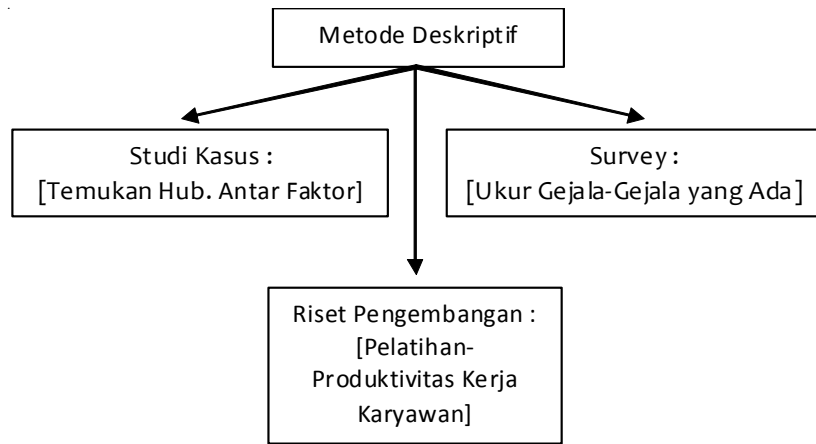 Metode Deskriptif
Studi Kasus :
[Temukan Hub. Antar Faktor]
Survey :
[Ukur Gejala-Gejala yang Ada]
Riset Pengembangan :
[Pelatihan-
Produktivitas Kerja
Karyawan]